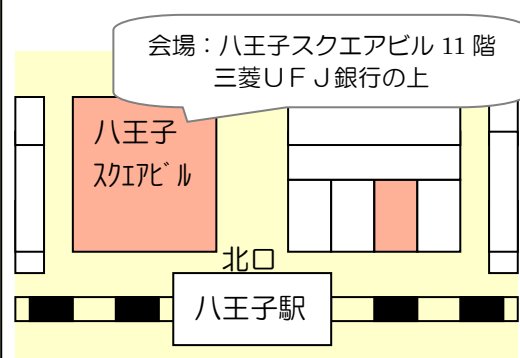 会場：八王子スクエアビル 11 階
三菱ＵＦＪ銀行の上
八王子
ｽｸｴｱﾋﾞﾙ
北口
八王子駅